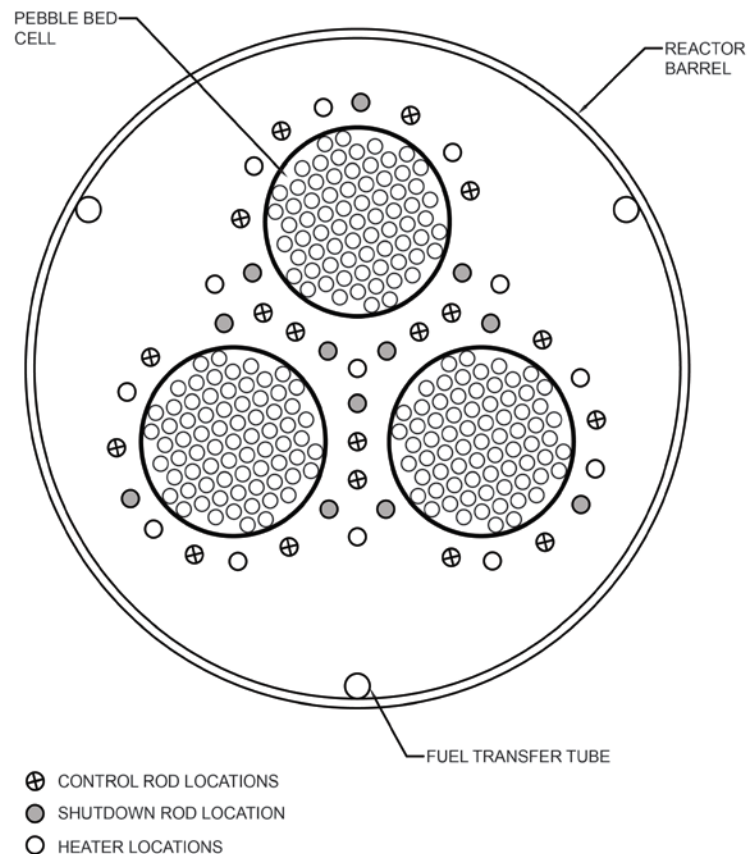 PEBBLE BED
CELL
REACTOR
BARREL
FUEL TRANSFER TUBE
CONTROL ROD LOCATIONS
SHUTDOWN ROD LOCATION
HEATER LOCATIONS